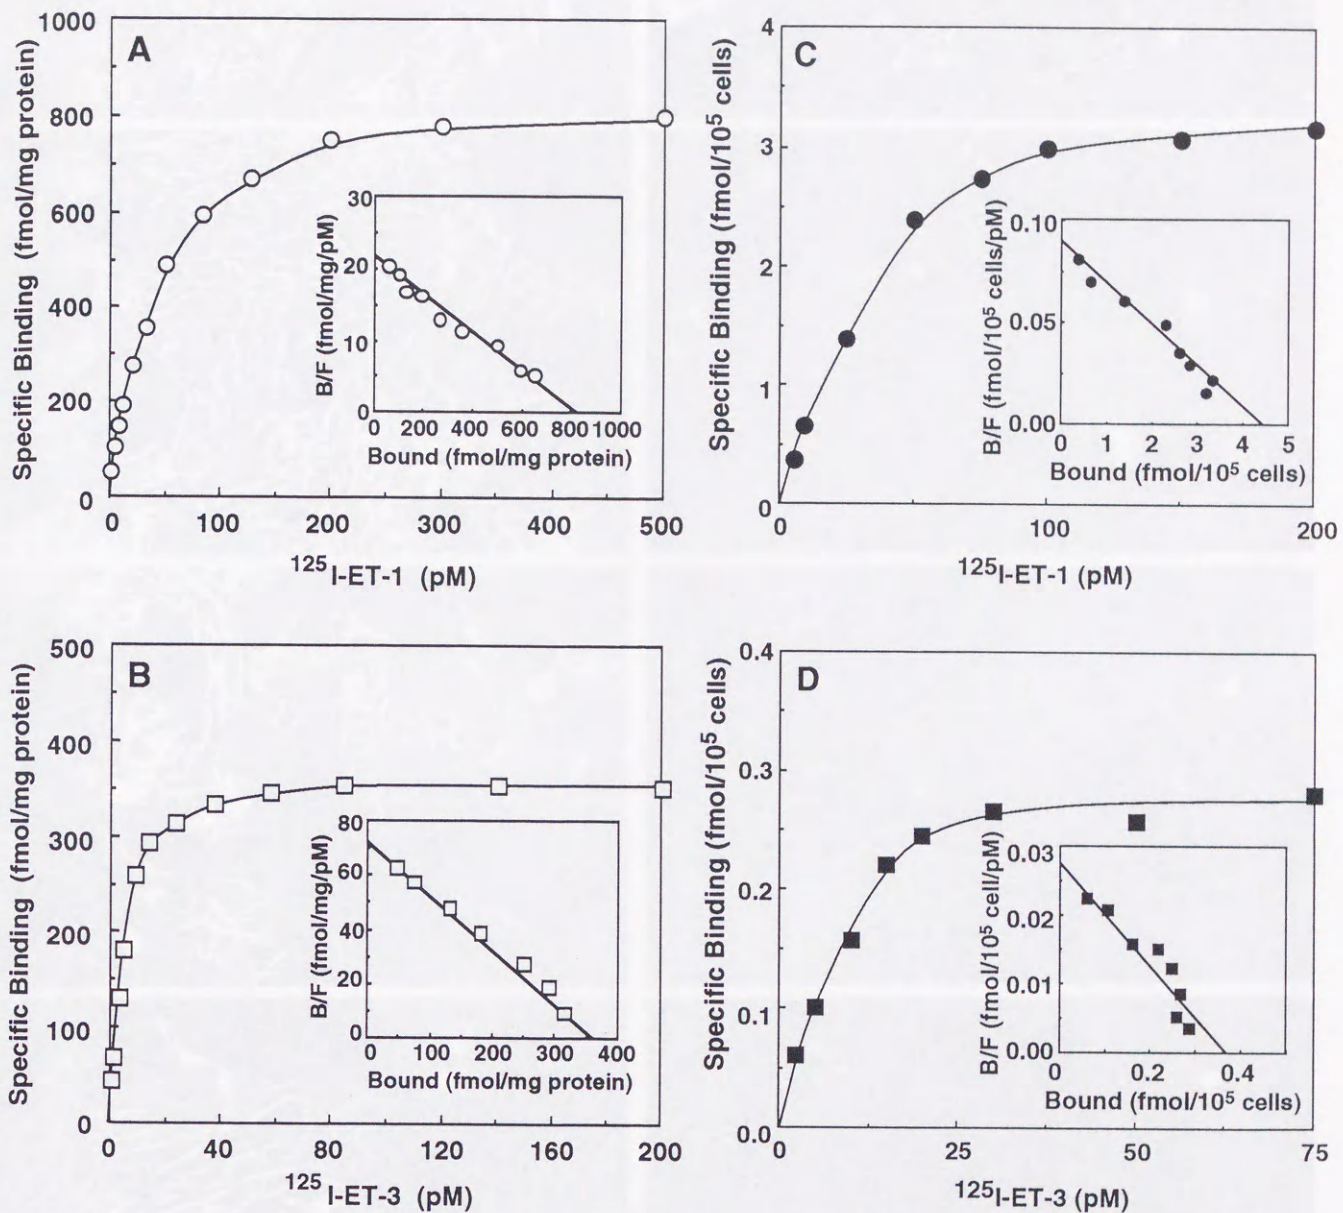 A
Specific Binding (fmol/mg protein)
1000
800
600
400
200
0
0 100 200 300 400 500
¹²⁵I-ET-1 (pM)
B/F (fmol/mg/pM)
30
20
10
0
0 200 400 600 800 1000
Bound (fmol/mg protein)
C
Specific Binding (fmol/10⁵ cells)
4
3
2
1
0
0 100 200
¹²⁵I-ET-1 (pM)
B/F (fmol/10⁵ cells/pM)
0.10
0.05
0.00
0 1 2 3 4 5
Bound (fmol/10⁵ cells)
B
Specific Binding (fmol/mg protein)
500
400
300
200
100
0
0 40 80 120 160 200
¹²⁵I-ET-3 (pM)
B/F (fmol/mg/pM)
80
60
40
20
0
0 100 200 300 400
Bound (fmol/mg protein)
D
Specific Binding (fmol/10⁵ cells)
0.4
0.3
0.2
0.1
0.0
0 25 50 75
¹²⁵I-ET-3 (pM)
B/F (fmol/10⁵ cell/pM)
0.03
0.02
0.01
0.00
0 0.2 0.4
Bound (fmol/10⁵ cells)